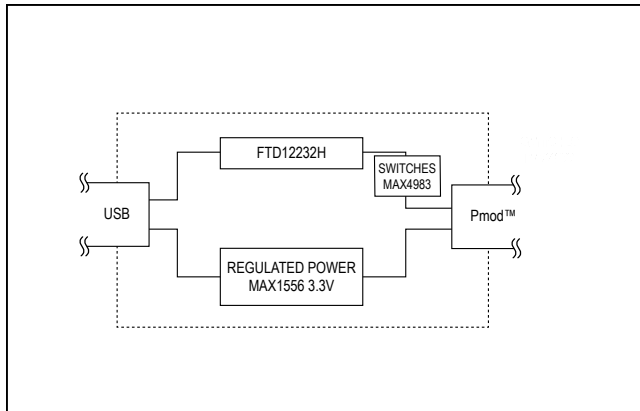 FTD12232H
SWITCHES
MAX4983
USB
Pmod™
REGULATED POWER
MAX1556 3.3V